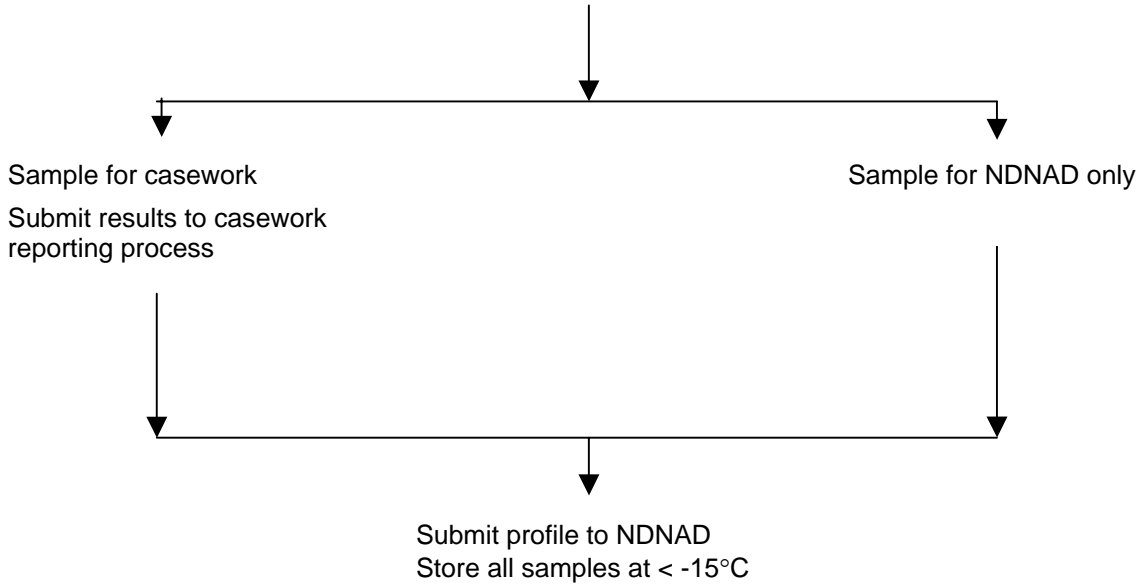 Sample for casework
Submit results to casework
reporting process
Sample for NDNAD only
Submit profile to NDNAD
Store all samples at < -15°C